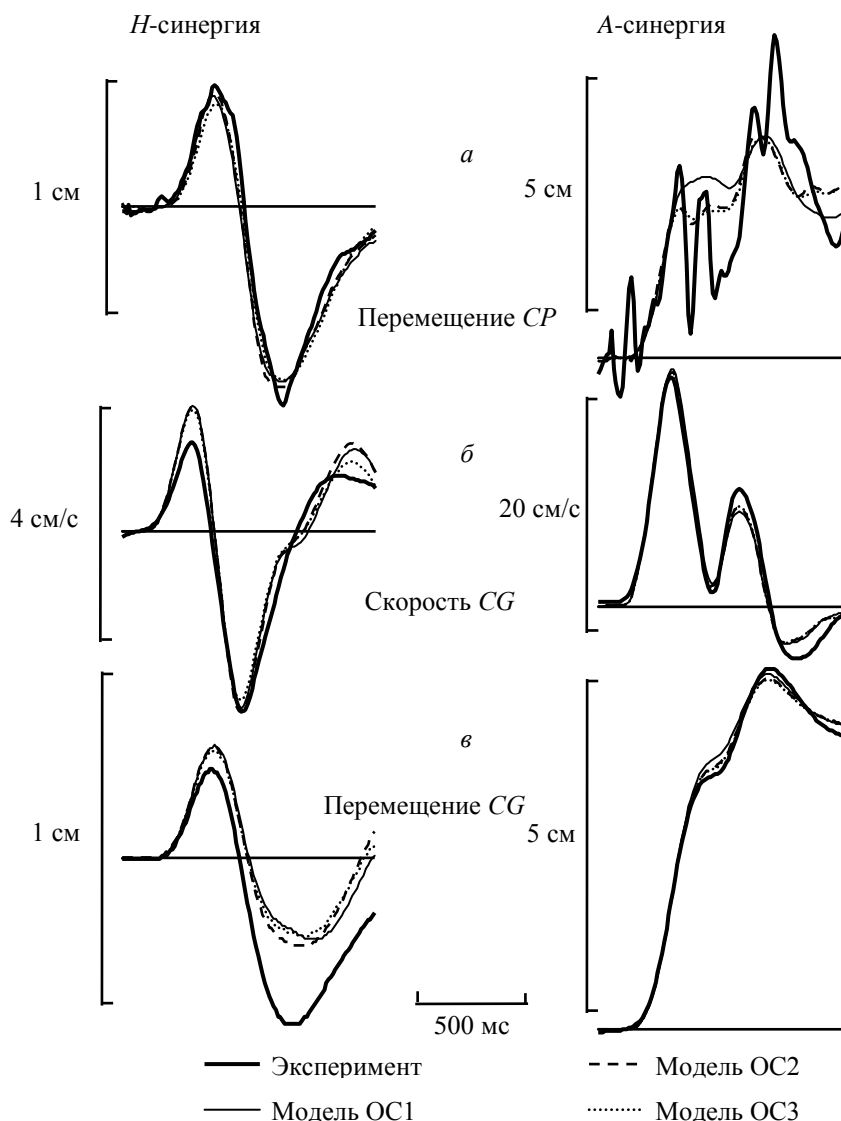 H-синергия
А-синергия
а
1 см
5 см
Перемещение CP
б
4 см/с
20 см/с
Скорость CG
в
Перемещение CG
1 см
5 см
500 мс
Эксперимент
Модель ОС2
Модель ОС1
Модель ОС3